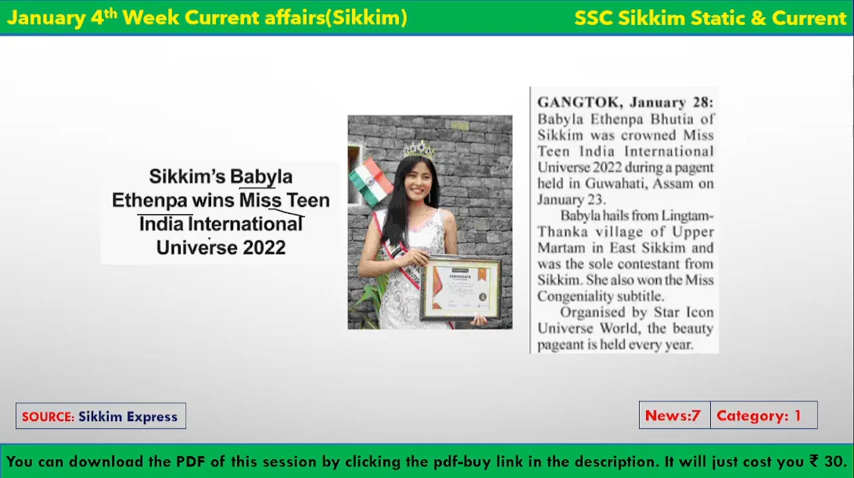 January 4th Week Current affairs(Sikkim)
SSC Sikkim Static & Current
Sikkim's Babyla
Ethenpa wins Miss Teen
India International
Universe 2022
CERTIFICATE
GANGTOK, January 28:
Babyla Ethenpa Bhutia of
Sikkim was crowned Miss
Teen India International
Universe 2022 during a pagent
held in Guwahati, Assam on
January 23.
Babyla hails from Lingtam-
Thanka village of Upper
Martam in East Sikkim and
was the sole contestant from
Sikkim. She also won the Miss
Congeniality subtitle.
Organised by Star Icon
Universe World, the beauty
pageant is held every year.
SOURCE: Sikkim Express
News:7
Category: 1
You can download the PDF of this session by clicking the pdf-buy link in the description. It will just cost you ₹ 30.